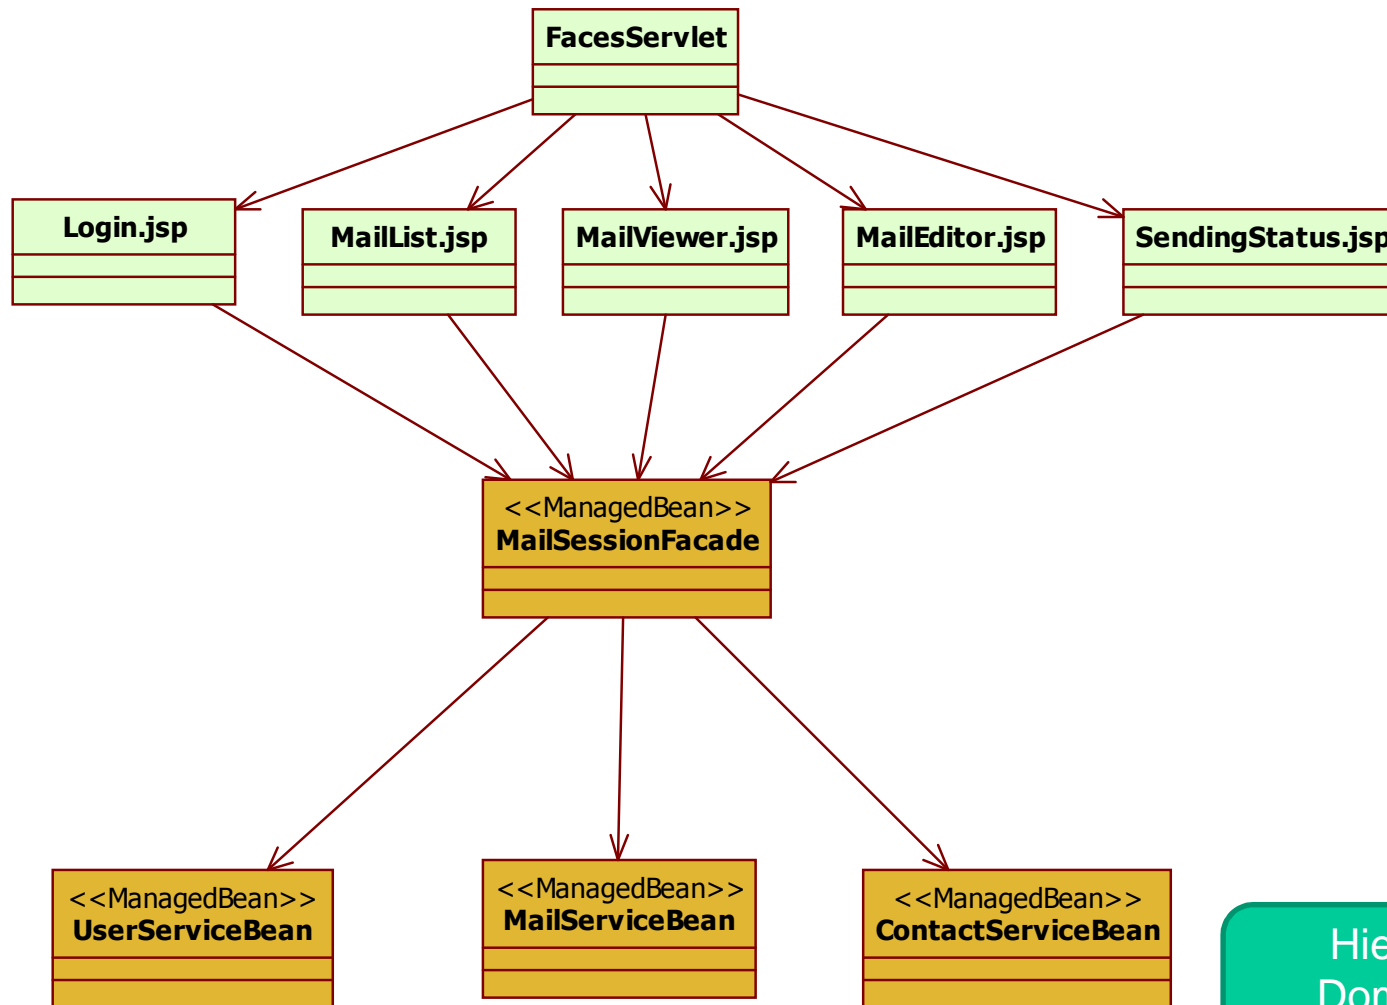 FacesServlet
Login.jsp
MailList.jsp
MailViewer.jsp
MailEditor.jsp
SendingStatus.jsp
<<ManagedBean>>
MailSessionFacade
<<ManagedBean>>
UserServiceBean
<<ManagedBean>>
MailServiceBean
<<ManagedBean>>
ContactServiceBean